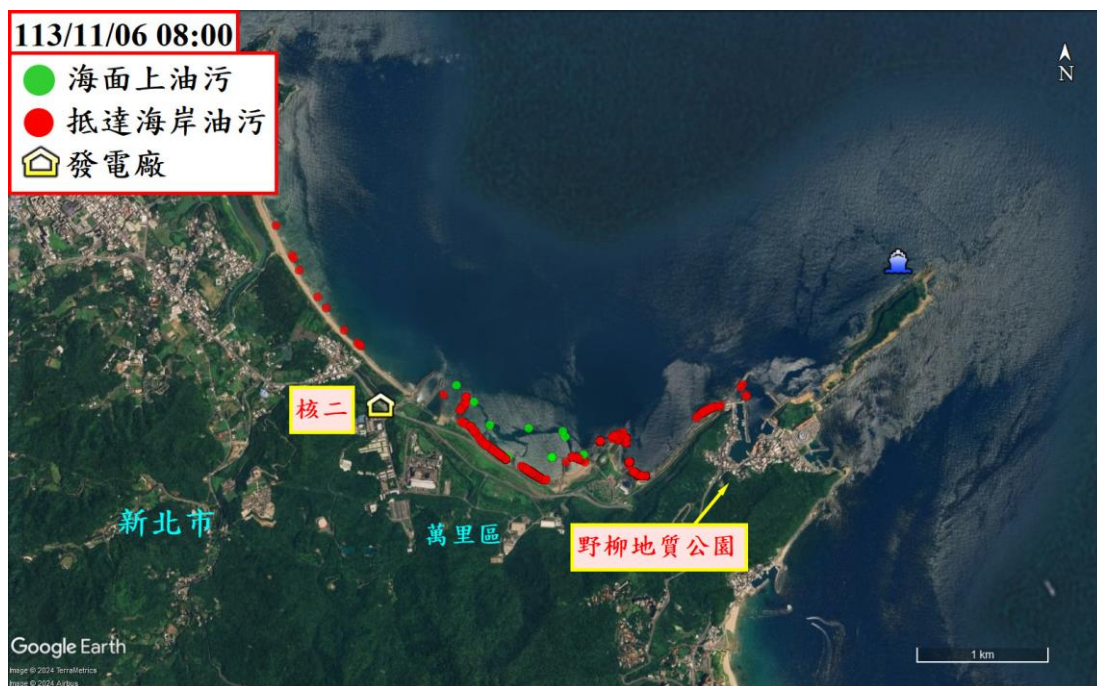 113/11/06 08:00
海面上油污
抵達海岸油污
發電廠
N
核二
新北市
萬里區
野柳地質公園
Google Earth
1 km
Image © 2024 TerraMetrics
Image © 2024 Airbus